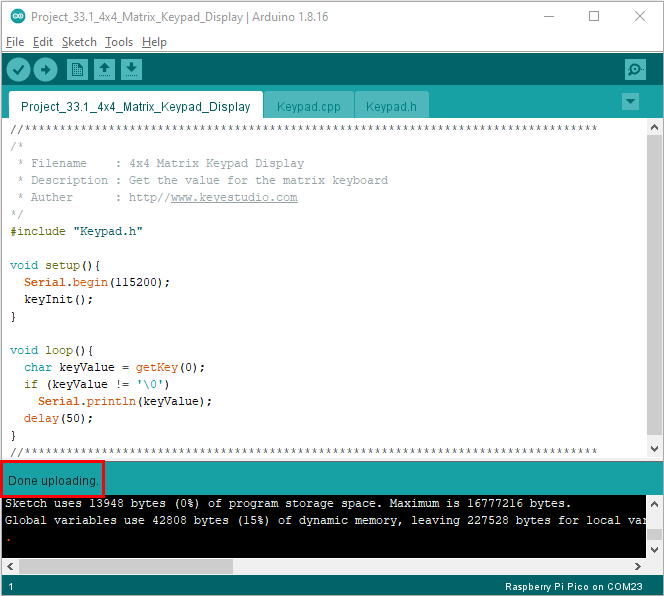 Project_33.1_4x4_Matrix_Keypad_Display | Arduino 1.8.16
File Edit Sketch Tools Help
Project_33.1_4x4_Matrix_Keypad_Display Keypad.cpp Keypad.h
//**********************************************************************************
/*
 * Filename    : 4x4 Matrix Keypad Display
 * Description : Get the value for the matrix keyboard
 * Auther      : http//www.keyestudio.com
*/
#include "Keypad.h"
void setup(){
  Serial.begin(115200);
  keyInit();
}
void loop(){
  char keyValue = getKey(0);
  if (keyValue != '\0')
    Serial.println(keyValue);
  delay(50);
}
//**********************************************************************************
Done uploading.
Sketch uses 13948 bytes (0%) of program storage space. Maximum is 16777216 bytes.
Global variables use 42808 bytes (15%) of dynamic memory, leaving 227528 bytes for local var
.
1 Raspberry Pi Pico on COM23